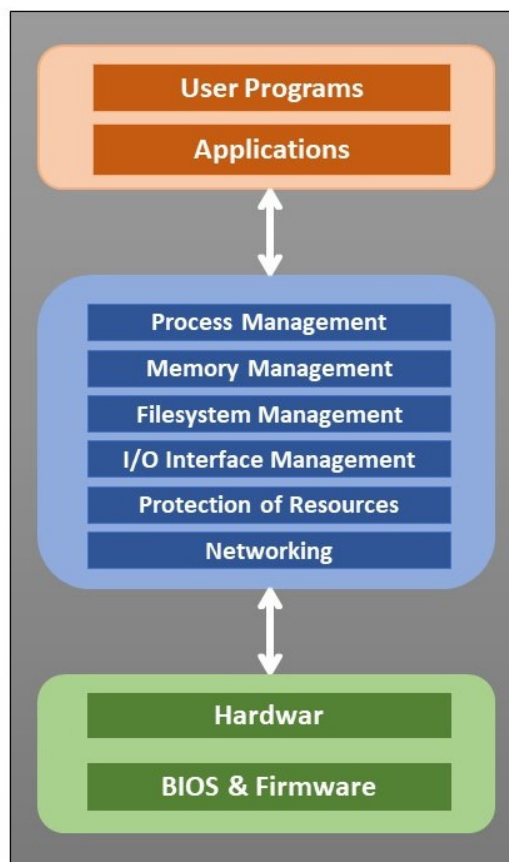 User Programs
Applications
Process Management
Memory Management
Filesystem Management
I/O Interface Management
Protection of Resources
Networking
Hardwar
BIOS & Firmware